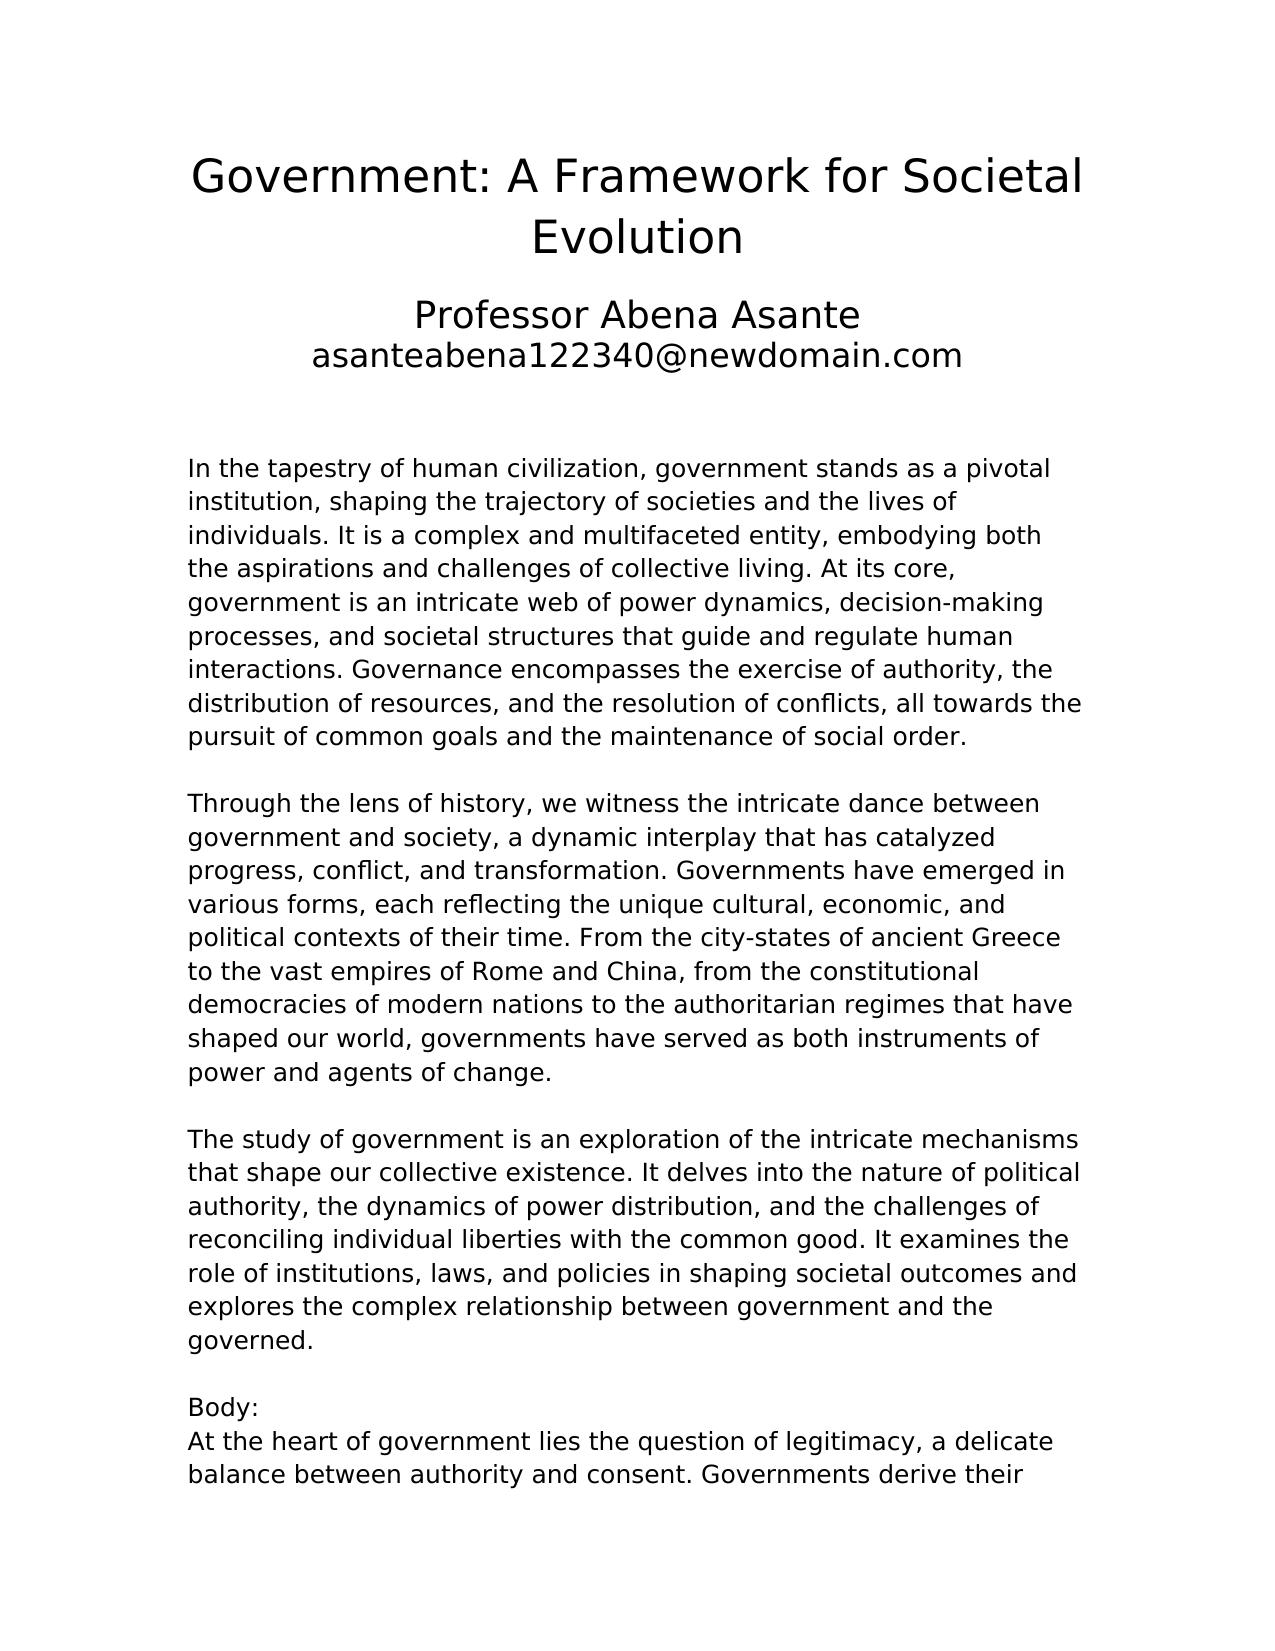 Government: A Framework for Societal
Evolution
Professor Abena Asante
asanteabena122340@newdomain.com
In the tapestry of human civilization, government stands as a pivotal
institution, shaping the trajectory of societies and the lives of
individuals. It is a complex and multifaceted entity, embodying both
the aspirations and challenges of collective living. At its core,
government is an intricate web of power dynamics, decision-making
processes, and societal structures that guide and regulate human
interactions. Governance encompasses the exercise of authority, the
distribution of resources, and the resolution of conflicts, all towards the
pursuit of common goals and the maintenance of social order.
Through the lens of history, we witness the intricate dance between
government and society, a dynamic interplay that has catalyzed
progress, conflict, and transformation. Governments have emerged in
various forms, each reflecting the unique cultural, economic, and
political contexts of their time. From the city-states of ancient Greece
to the vast empires of Rome and China, from the constitutional
democracies of modern nations to the authoritarian regimes that have
shaped our world, governments have served as both instruments of
power and agents of change.
The study of government is an exploration of the intricate mechanisms
that shape our collective existence. It delves into the nature of political
authority, the dynamics of power distribution, and the challenges of
reconciling individual liberties with the common good. It examines the
role of institutions, laws, and policies in shaping societal outcomes and
explores the complex relationship between government and the
governed.
Body:
At the heart of government lies the question of legitimacy, a delicate
balance between authority and consent. Governments derive their